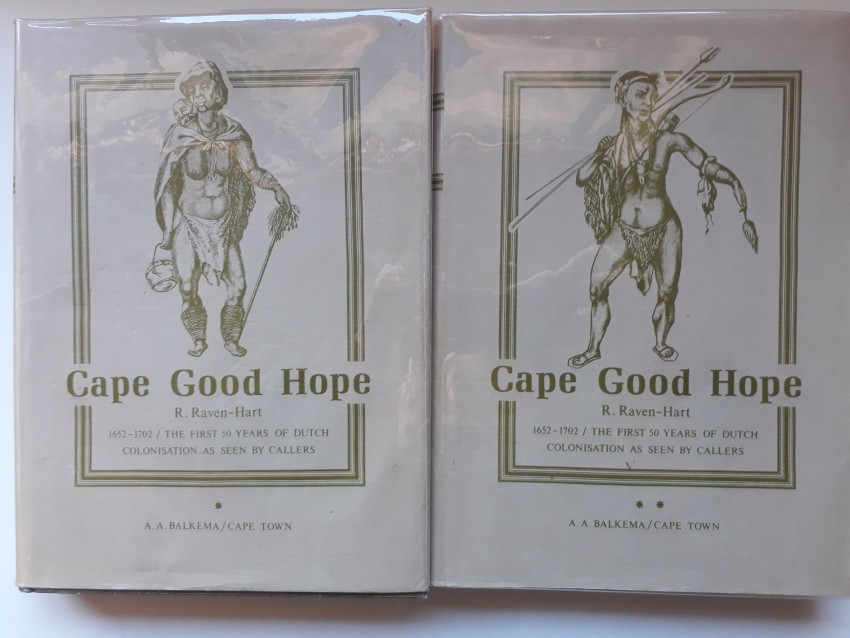 Cape Good Hope
R. Raven-Hart
1652-1702 / THE FIRST 50 YEARS OF DUTCH
COLONISATION AS SEEN BY CALLERS
*
A. A. BALKEMA/CAPE TOWN
Cape Good Hope
R. Raven-Hart
1652-1702 / THE FIRST 50 YEARS OF DUTCH
COLONISATION AS SEEN BY CALLERS
* *
A. A. BALKEMA/CAPE TOWN